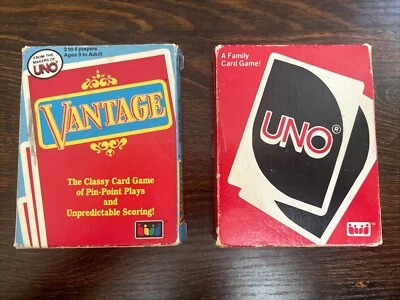 FROM THE
MAKERS OF
UNO®
2 to 4 players
Ages 8 to Adult
VANTAGE
The Classy Card Game
of Pin-Point Plays
and
Unpredictable Scoring!
A Family
Card Game!
UNO®